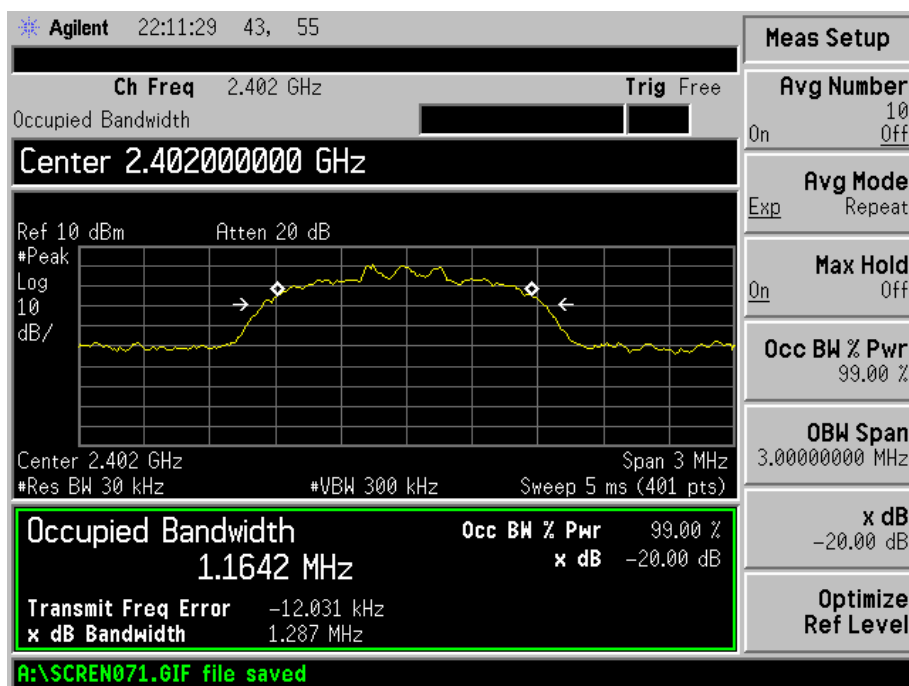 Agilent 22:11:29 43, 55
Ch Freq 2.402 GHz Trig Free
Occupied Bandwidth
Center 2.402000000 GHz
Ref 10 dBm Atten 20 dB
#Peak
Log
10
dB/
Center 2.402 GHz Span 3 MHz
#Res BW 30 kHz #VBW 300 kHz Sweep 5 ms (401 pts)
Occupied Bandwidth Occ BW % Pwr 99.00 %
1.1642 MHz x dB -20.00 dB
Transmit Freq Error -12.031 kHz
x dB Bandwidth 1.287 MHz
A:\SCREN071.GIF file saved
Meas Setup
Avg Number
10
On Off
Avg Mode
Exp Repeat
Max Hold
On Off
Occ BW % Pwr
99.00 %
OBW Span
3.00000000 MHz
x dB
-20.00 dB
Optimize
Ref Level